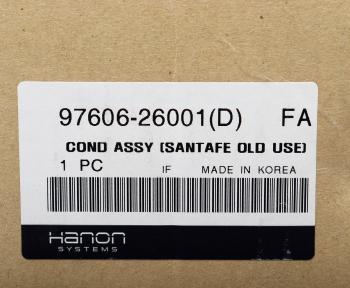 97606-26001(D) FA
COND ASSY (SANTAFE OLD USE)
1 PC IF MADE IN KOREA
Hanon
SYSTEMS